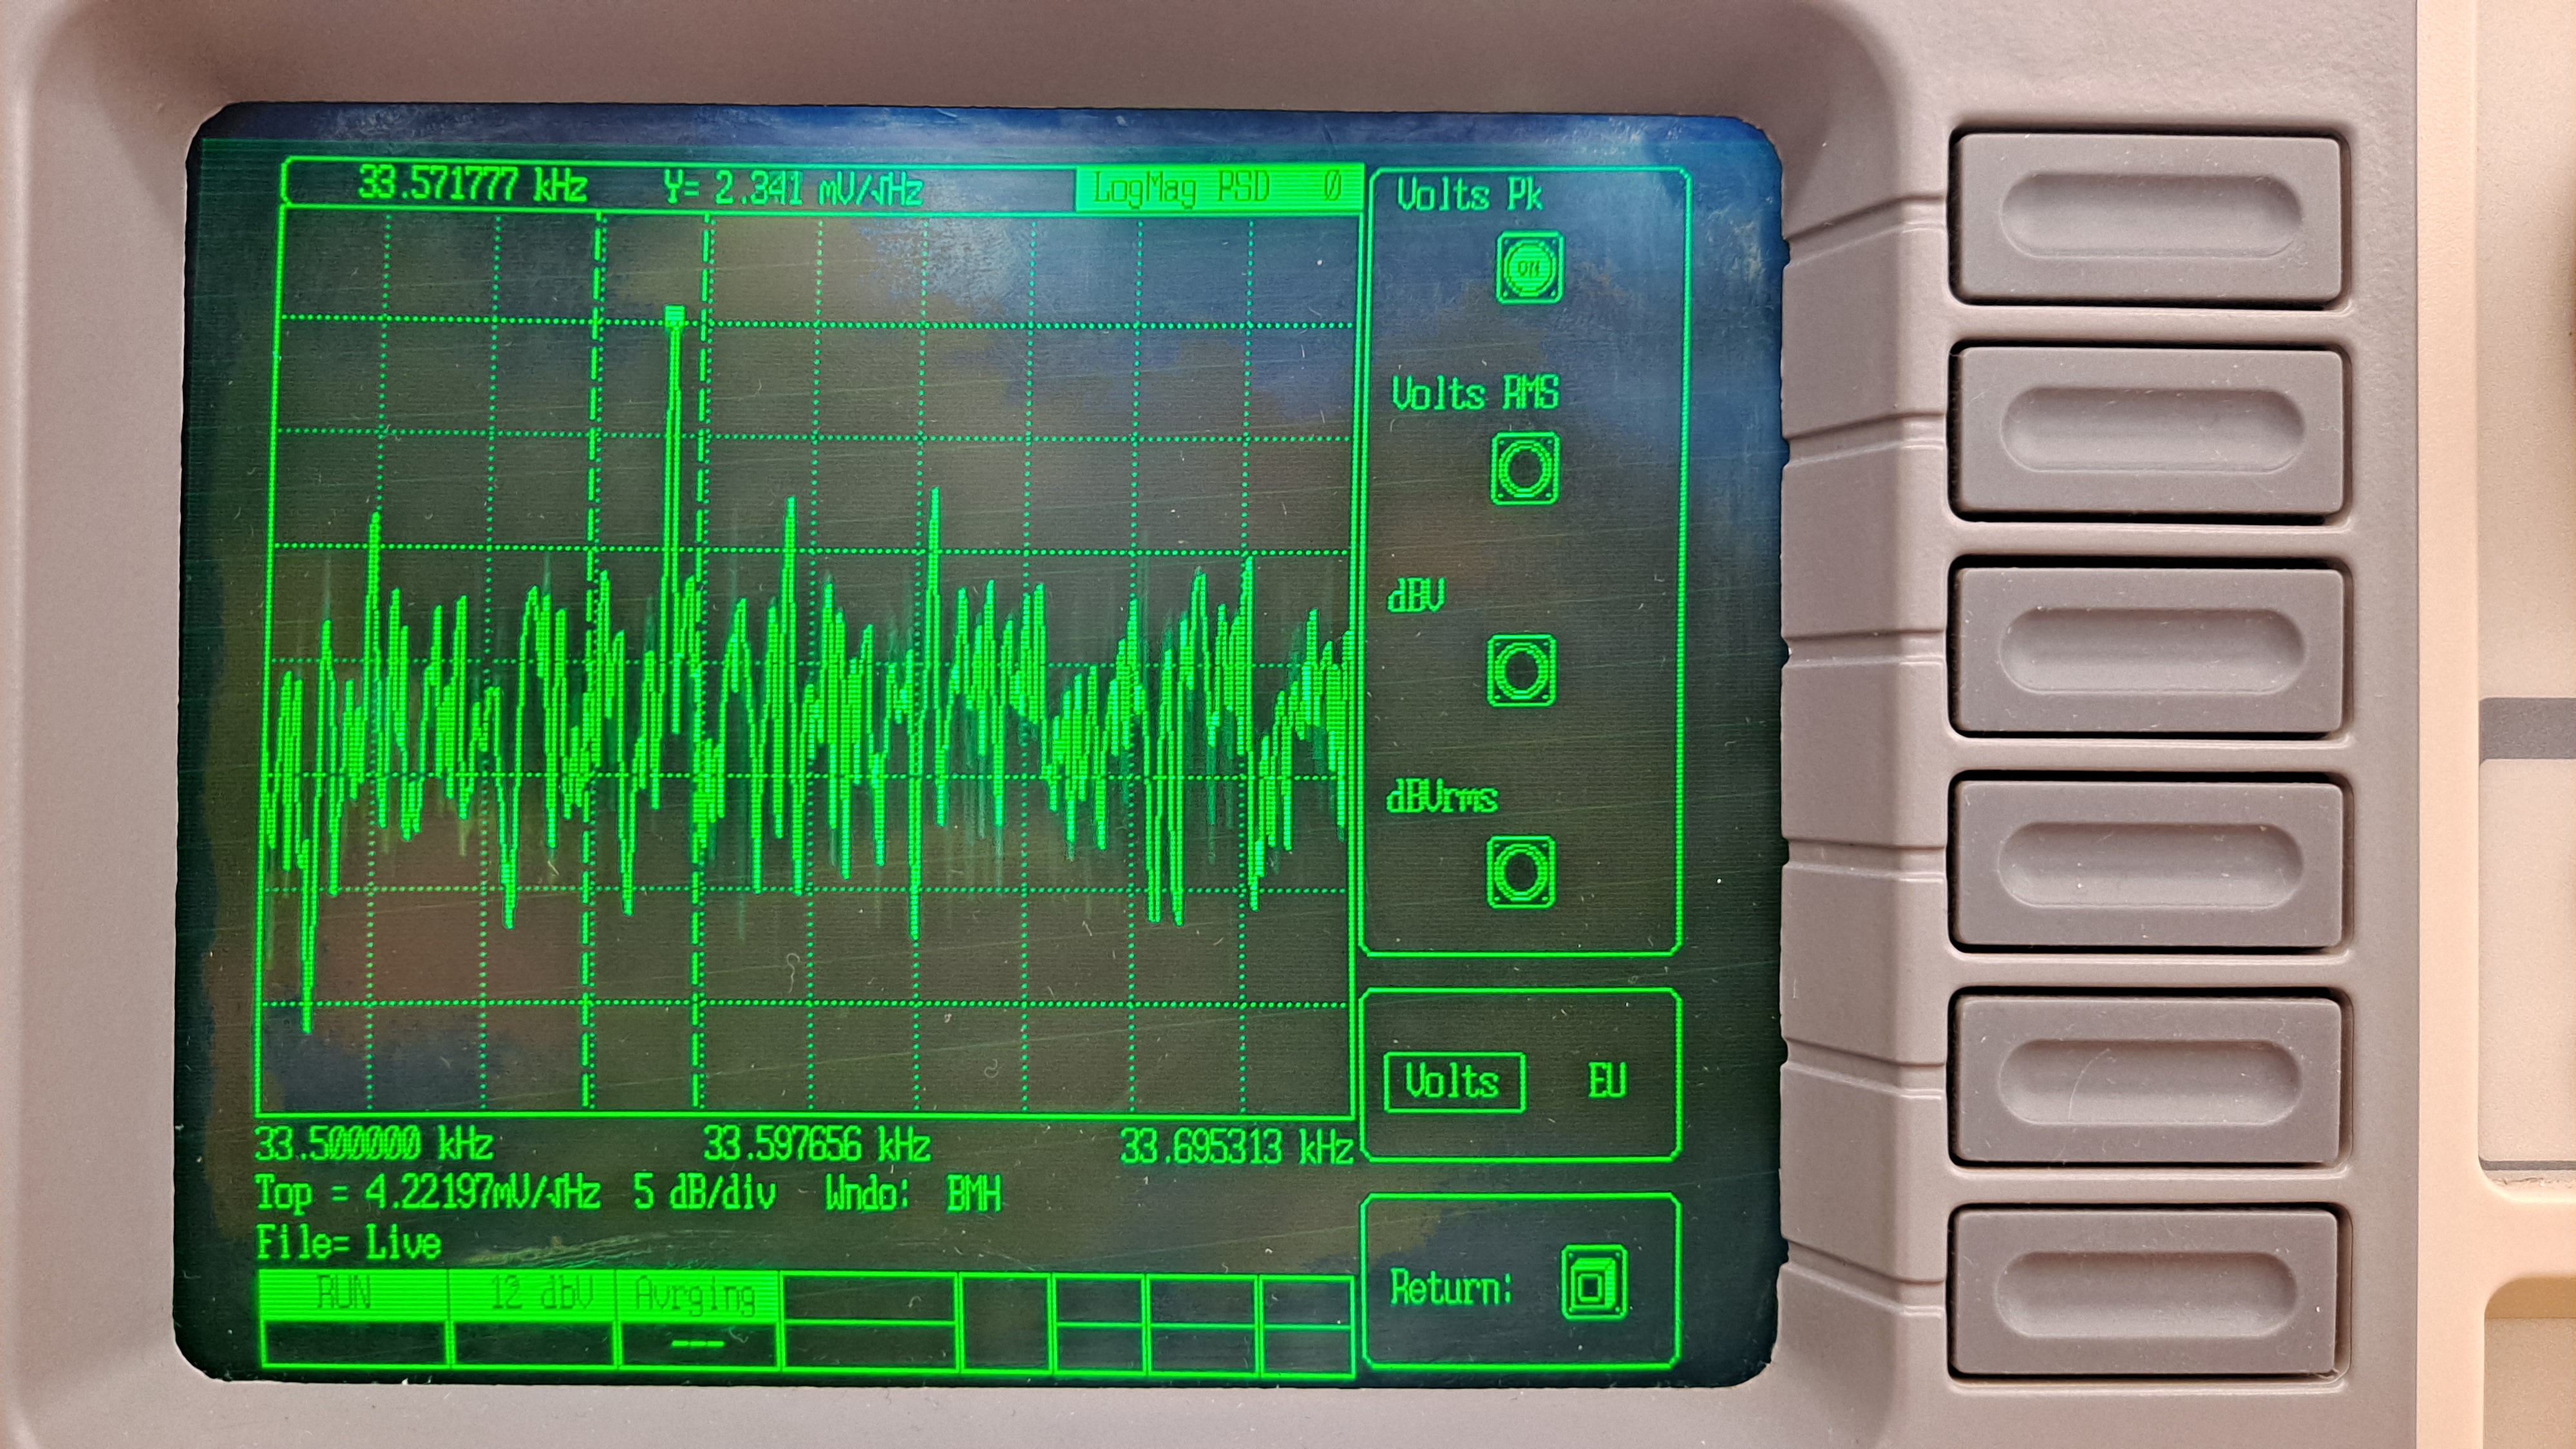 33.571777 kHz Y= 2.341 mV/√Hz LogMag PSD 0
Volts Pk
ON
Volts RMS
dBV
dBVrms
Volts EU
33.500000 kHz 33.597656 kHz 33.695313 kHz
Top = 4.22197mV/√Hz 5 dB/div Wndo: BMH
File= Live
RUN 12 dbV Avrging
---
Return: